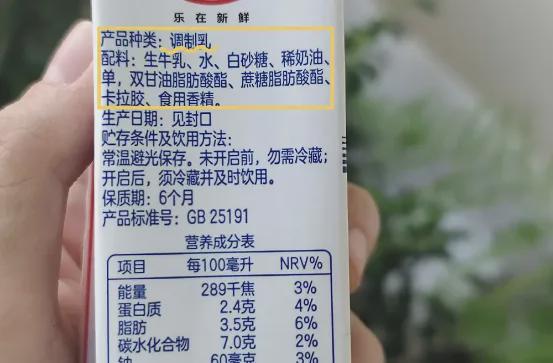 乐在新鲜
产品种类：调制乳
配料：生牛乳、水、白砂糖、稀奶油、
单，双甘油脂肪酸酯、蔗糖脂肪酸酯、
卡拉胶、食用香精。
生产日期：见封口
贮存条件及饮用方法：
常温避光保存。未开启前，勿需冷藏；
开启后，须冷藏并及时饮用。
保质期：6个月
产品标准号：GB 25191
营养成分表
项目 每100毫升 NRV%
能量 289千焦 3%
蛋白质 2.4克 4%
脂肪 3.5克 6%
碳水化合物 7.0克 2%
钠 60毫克 3%